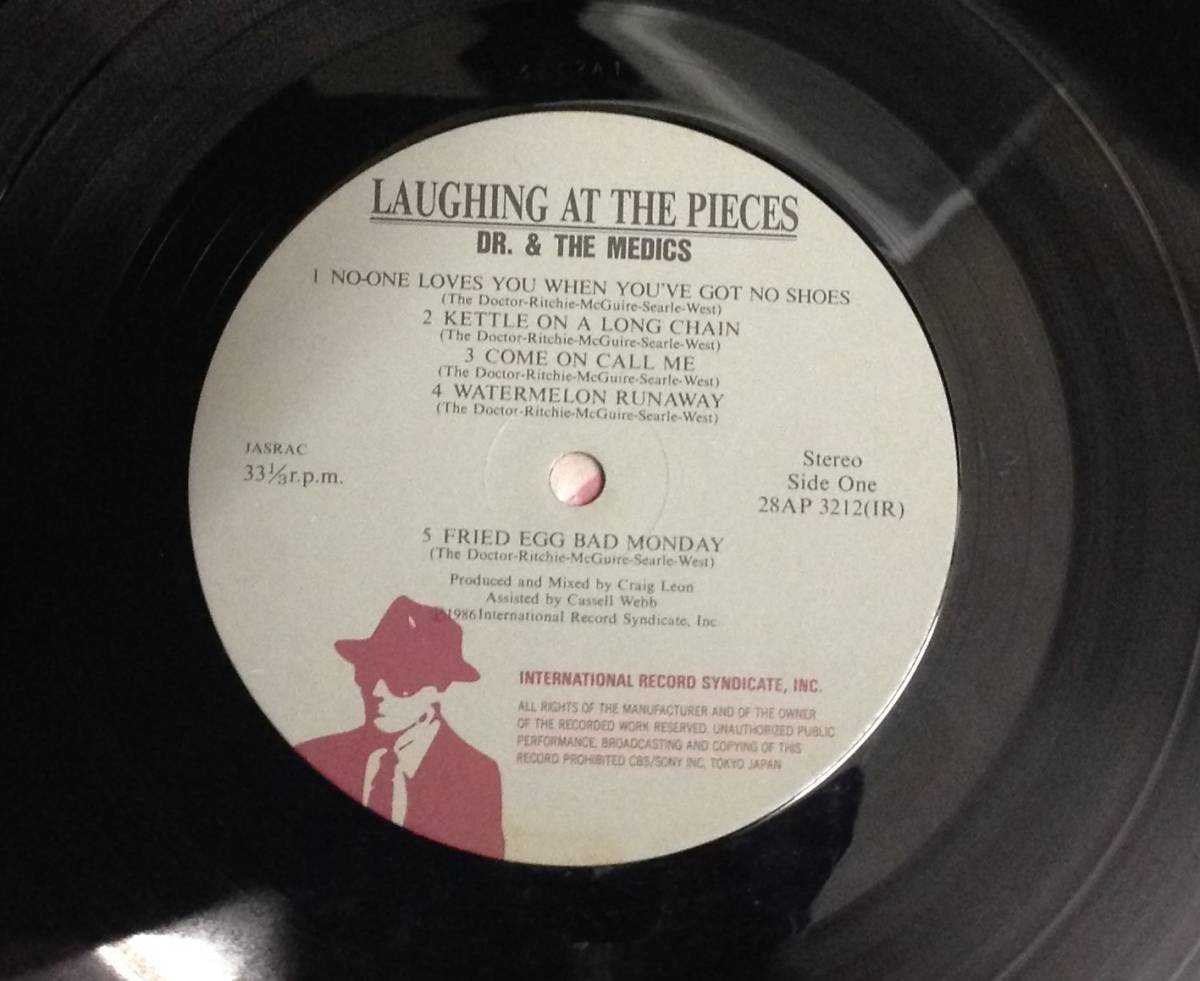 LAUGHING AT THE PIECES
DR. & THE MEDICS
1 NO-ONE LOVES YOU WHEN YOU'VE GOT NO SHOES
(The Doctor-Ritchie-McGuire-Searle-West)
2 KETTLE ON A LONG CHAIN
(The Doctor-Ritchie-McGuire-Searle-West)
3 COME ON CALL ME
(The Doctor-Ritchie-McGuire-Searle-West)
4 WATERMELON RUNAWAY
(The Doctor-Ritchie-McGuire-Searle-West)
JASRAC
33⅓r.p.m.
Stereo
Side One
28AP 3212(IR)
5 FRIED EGG BAD MONDAY
(The Doctor-Ritchie-McGuire-Searle-West)
Produced and Mixed by Craig Leon
Assisted by Cassell Webb
℗1986 International Record Syndicate, Inc
INTERNATIONAL RECORD SYNDICATE, INC.
ALL RIGHTS OF THE MANUFACTURER AND OF THE OWNER
OF THE RECORDED WORK RESERVED. UNAUTHORIZED PUBLIC
PERFORMANCE, BROADCASTING AND COPYING OF THIS
RECORD PROHIBITED CBS/SONY INC. TOKYO JAPAN